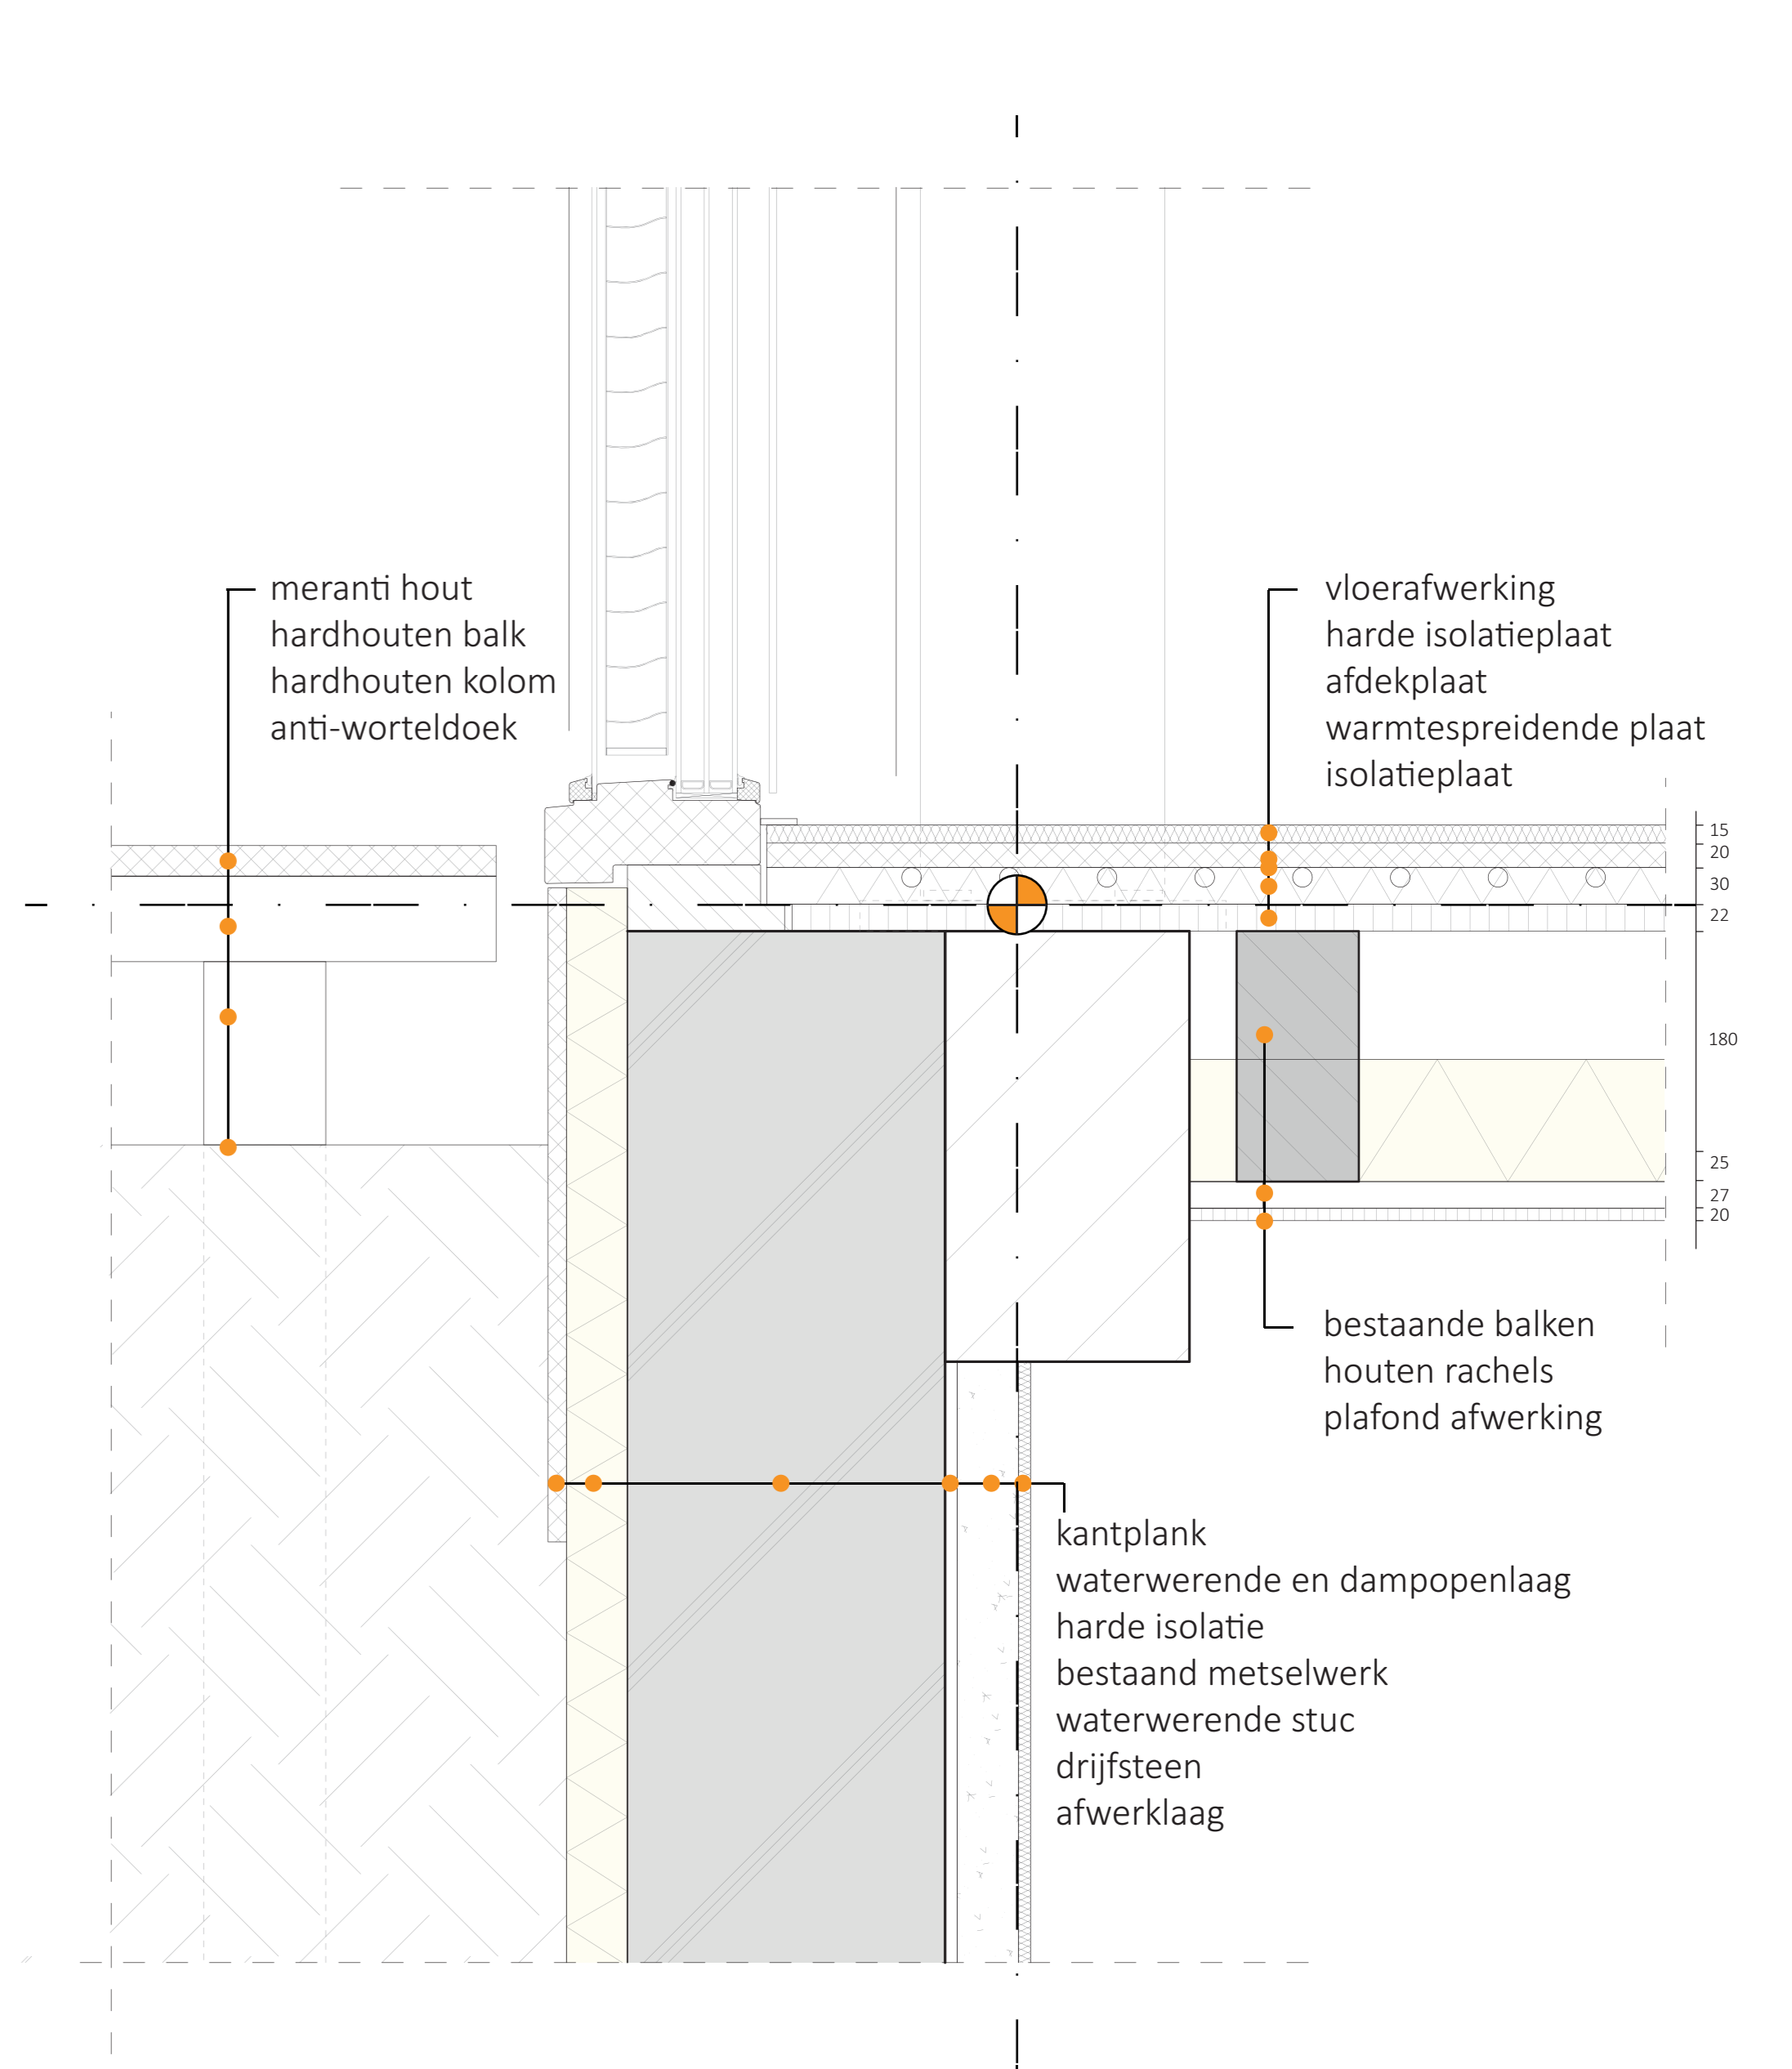 meranti hout
hardhouten balk
hardhouten kolom
anti-worteldoek
vloerafwerking
harde isolatieplaat
afdekplaat
warmtespreidende plaat
isolatieplaat
15
20
30
22
180
25
27
20
bestaande balken
houten rachels
plafond afwerking
kantplank
waterwerende en dampopenlaag
harde isolatie
bestaand metselwerk
waterwerende stuc
drijfsteen
afwerklaag